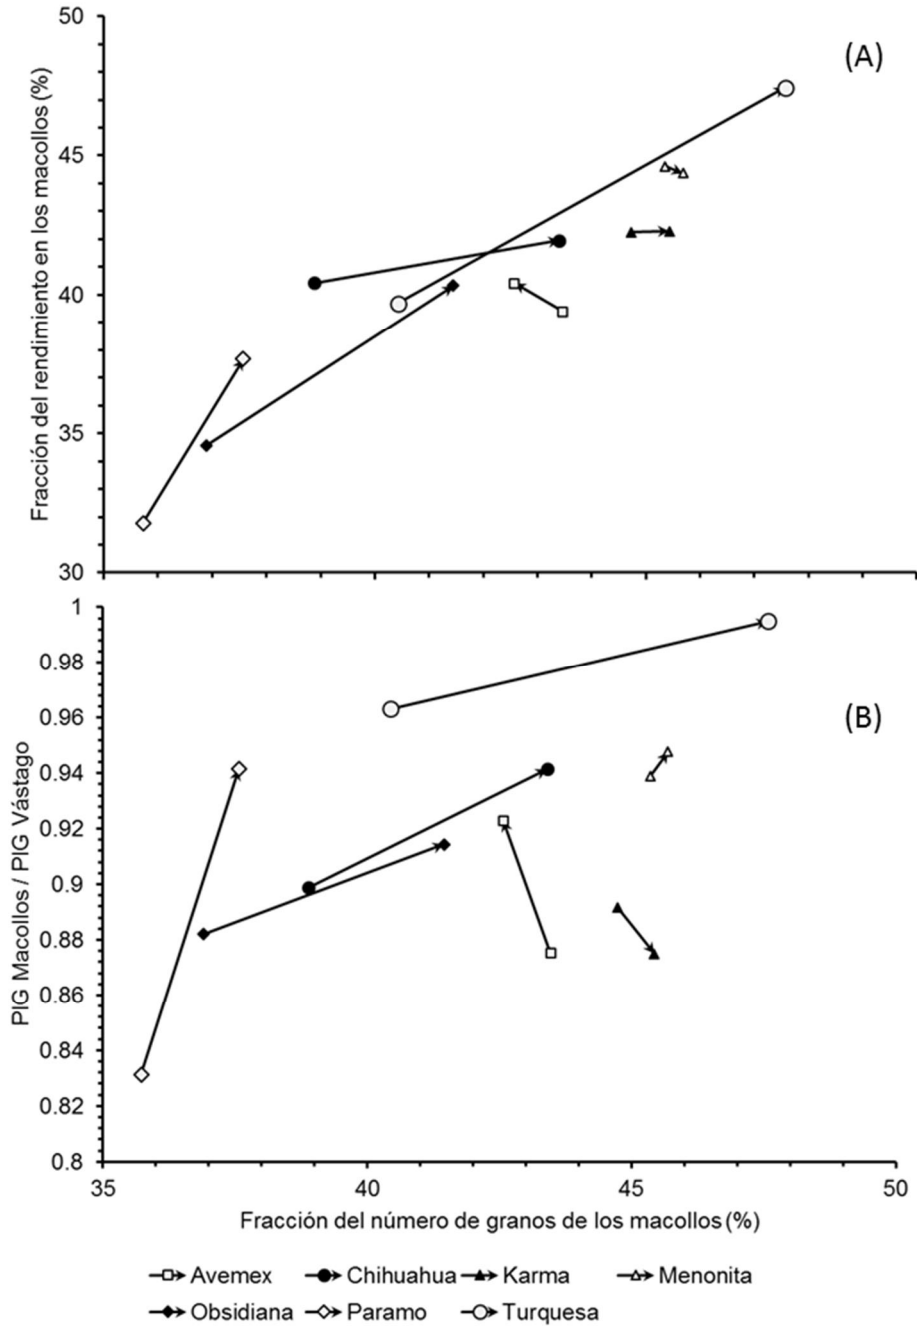 50
(A)
45
40
35
30
Fracción del rendimiento en los macollos (%)
1
0.98
0.96
(B)
0.94
0.92
0.9
0.88
0.86
0.84
0.82
0.8
PIG Macollos / PIG Vástago
35 40 45 50
Fracción del número de granos de los macollos (%)
Avemex Chihuahua Karma Menonita
Obsidiana Paramo Turquesa